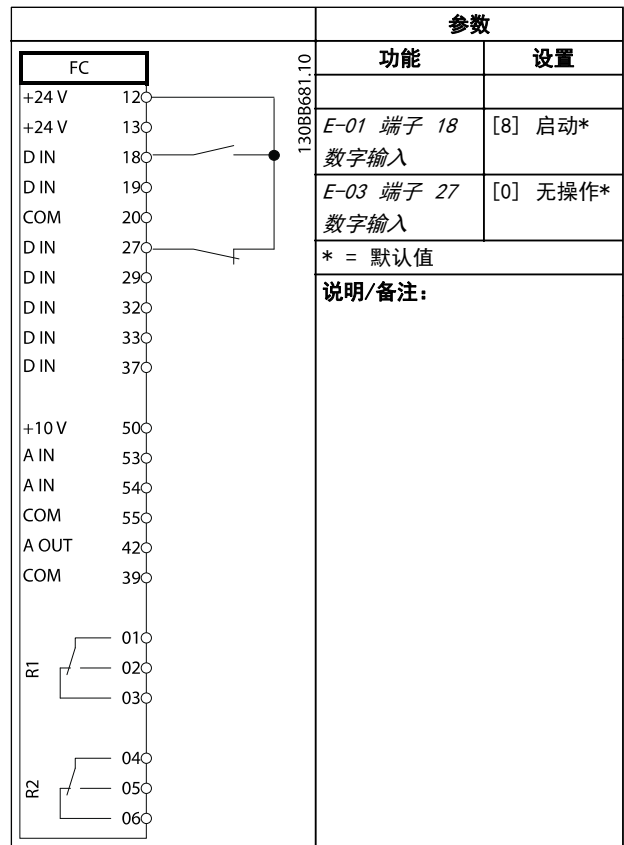 参数
功能 设置
FC
130BB681.10
+24 V 12
+24 V 13
D IN 18
D IN 19
COM 20
D IN 27
D IN 29
D IN 32
D IN 33
D IN 37
+10 V 50
A IN 53
A IN 54
COM 55
A OUT 42
COM 39
R1
01
02
03
R2
04
05
06
E-01 端子 18 [8] 启动*
数字输入
E-03 端子 27 [0] 无操作*
数字输入
* = 默认值
说明/备注: